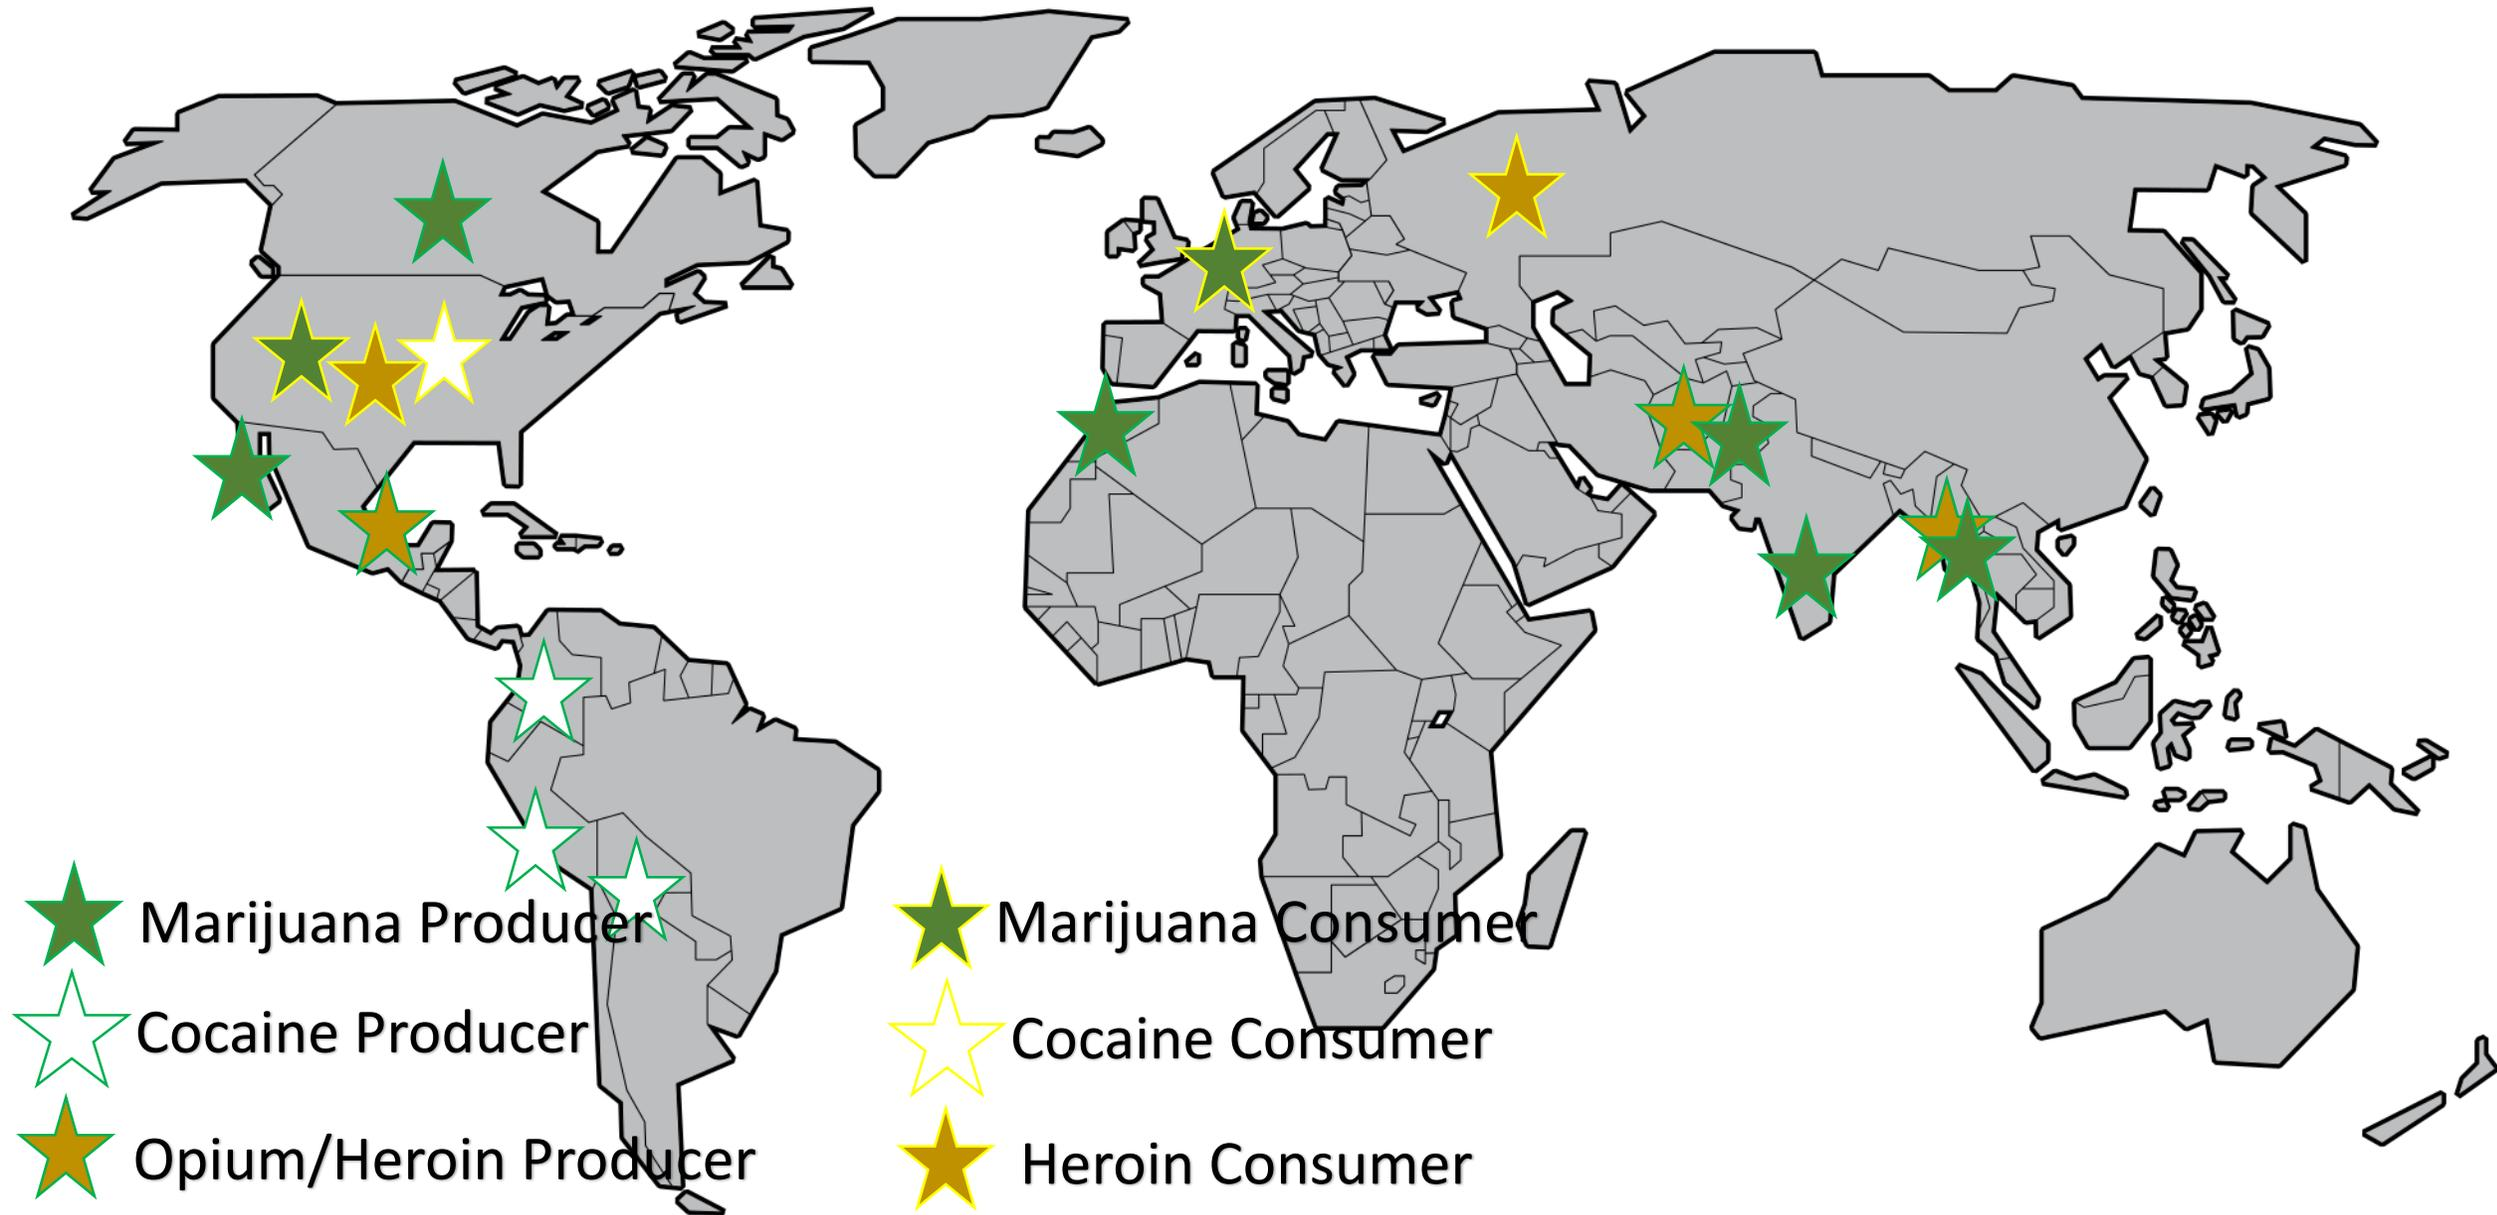 Marijuana Producer
Marijuana Consumer
Cocaine Producer
Cocaine Consumer
Opium/Heroin Producer
Heroin Consumer